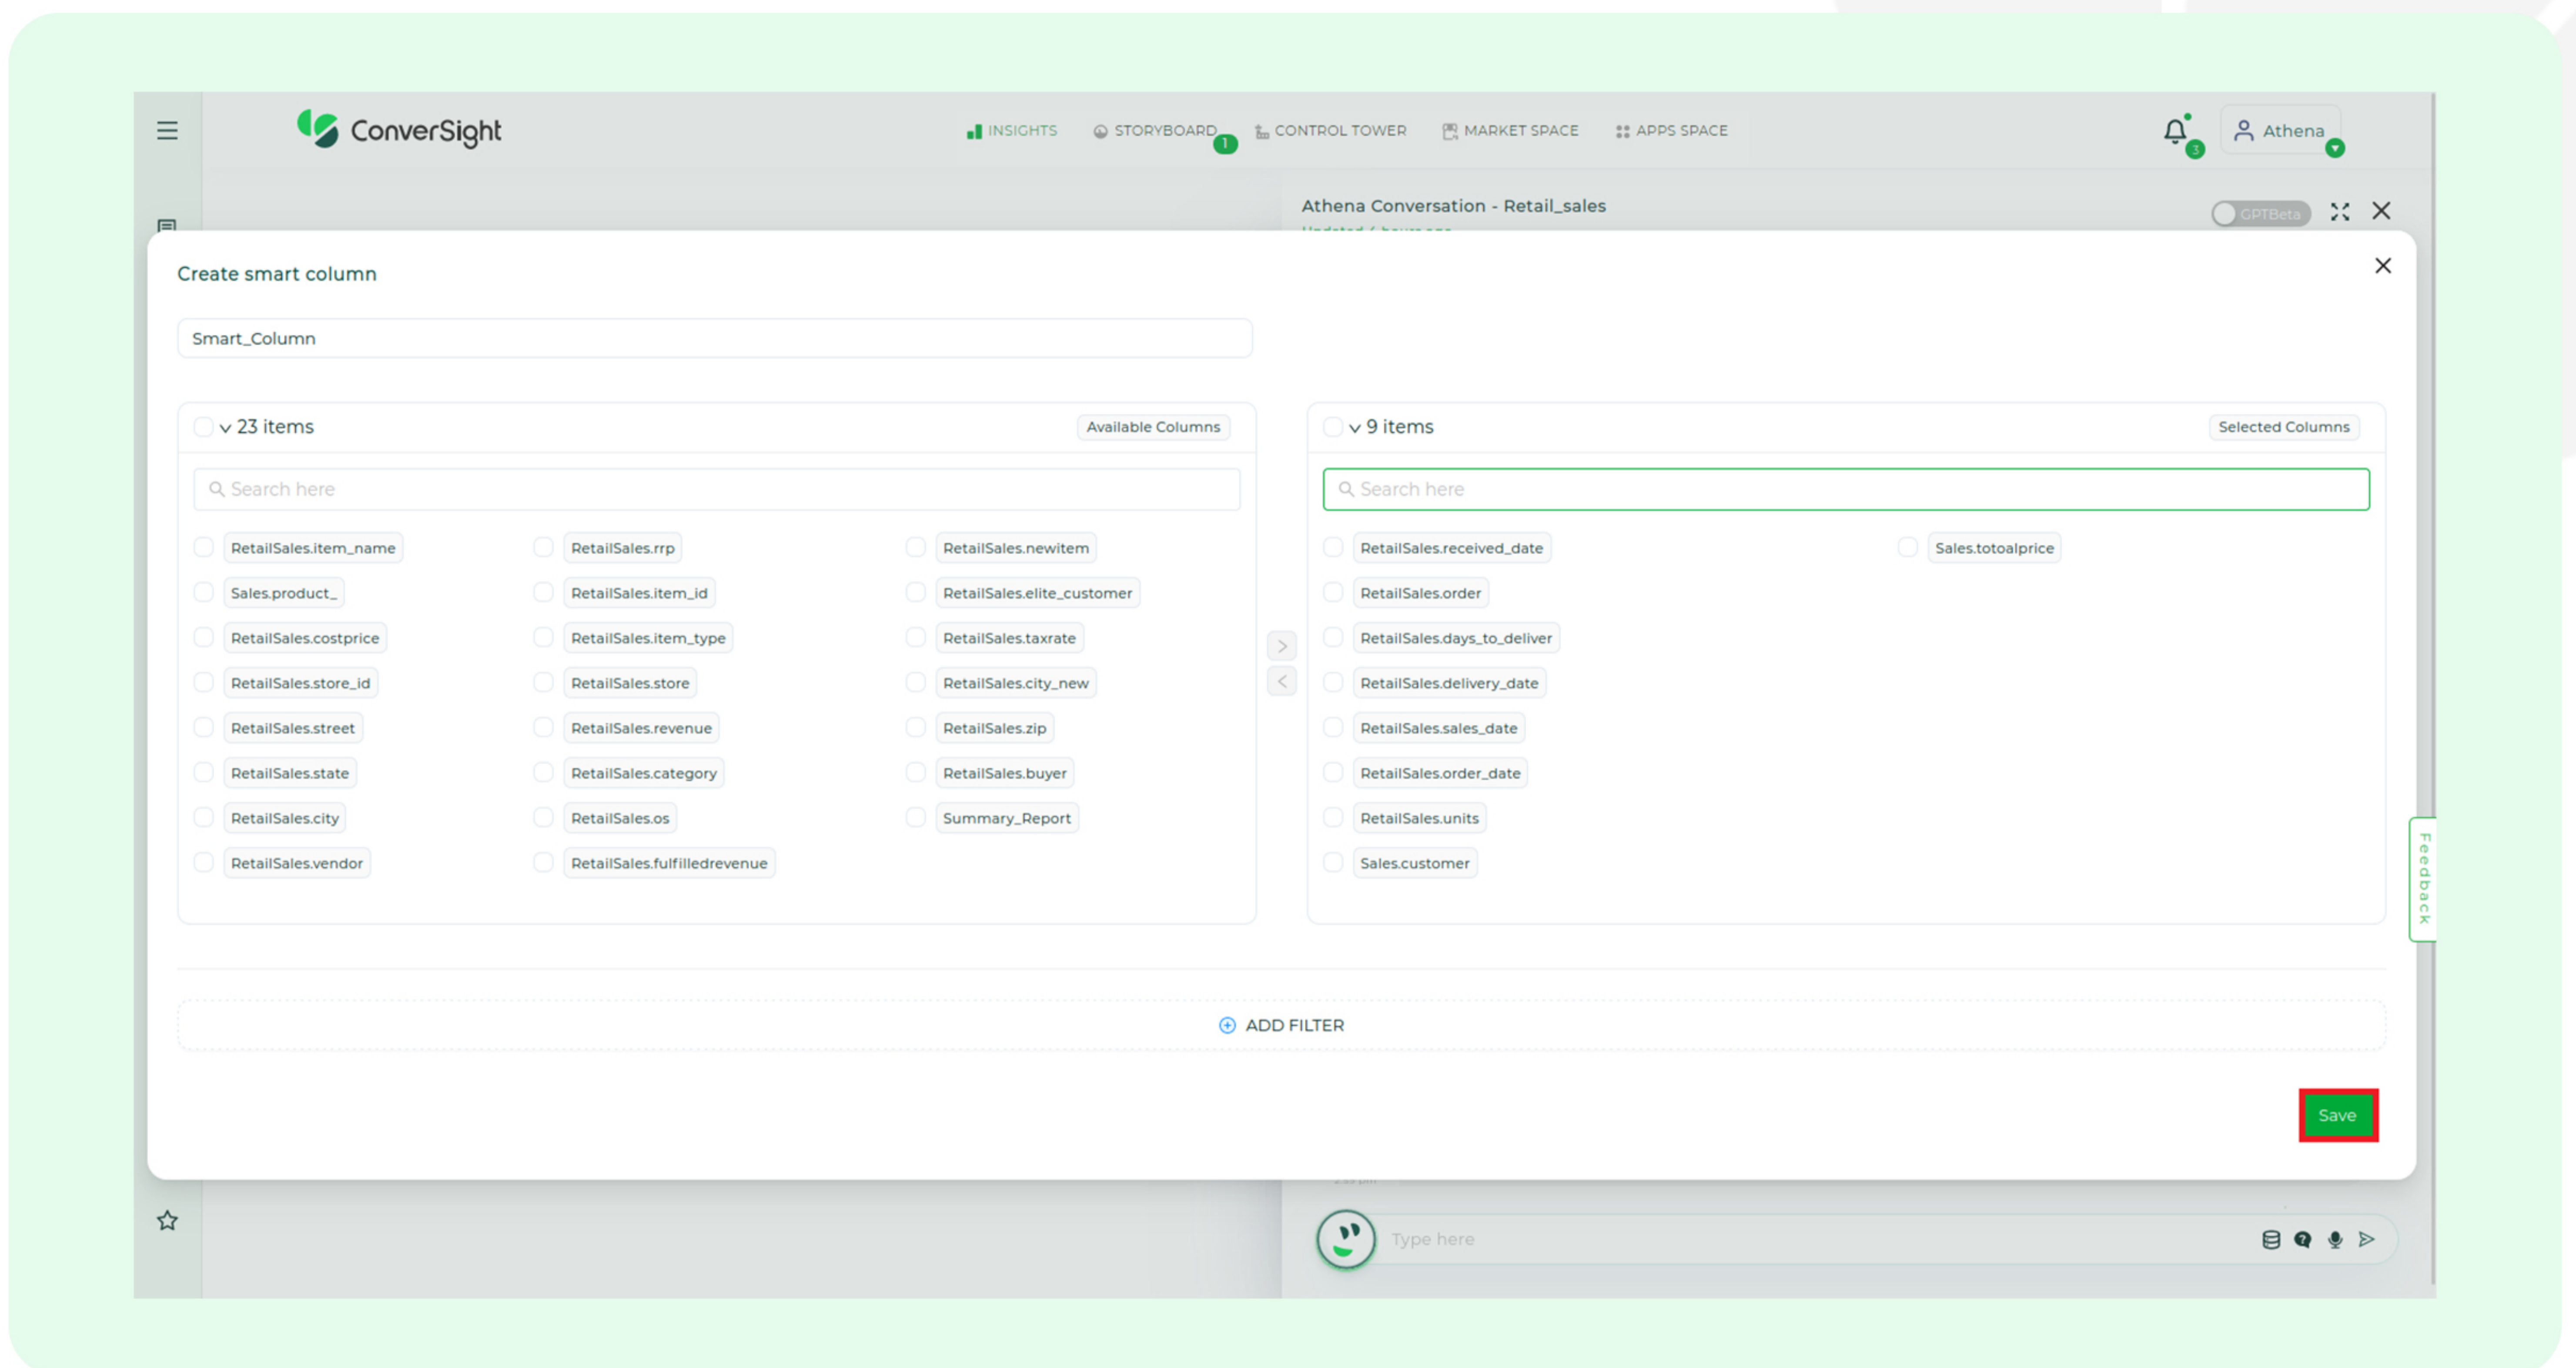 ConverSight
INSIGHTS
STORYBOARD
1
CONTROL TOWER
MARKET SPACE
APPS SPACE
3
Athena
Athena Conversation - Retail_sales
GPTBeta
Create smart column
Smart_Column
23 items
Available Columns
Search here
RetailSales.item_name
RetailSales.rrp
RetailSales.newitem
Sales.product_
RetailSales.item_id
RetailSales.elite_customer
RetailSales.costprice
RetailSales.item_type
RetailSales.taxrate
RetailSales.store_id
RetailSales.store
RetailSales.city_new
RetailSales.street
RetailSales.revenue
RetailSales.zip
RetailSales.state
RetailSales.category
RetailSales.buyer
RetailSales.city
RetailSales.os
Summary_Report
RetailSales.vendor
RetailSales.fulfilledrevenue
9 items
Selected Columns
Search here
RetailSales.received_date
Sales.totoalprice
RetailSales.order
RetailSales.days_to_deliver
RetailSales.delivery_date
RetailSales.sales_date
RetailSales.order_date
RetailSales.units
Sales.customer
Feedback
ADD FILTER
Save
Type here